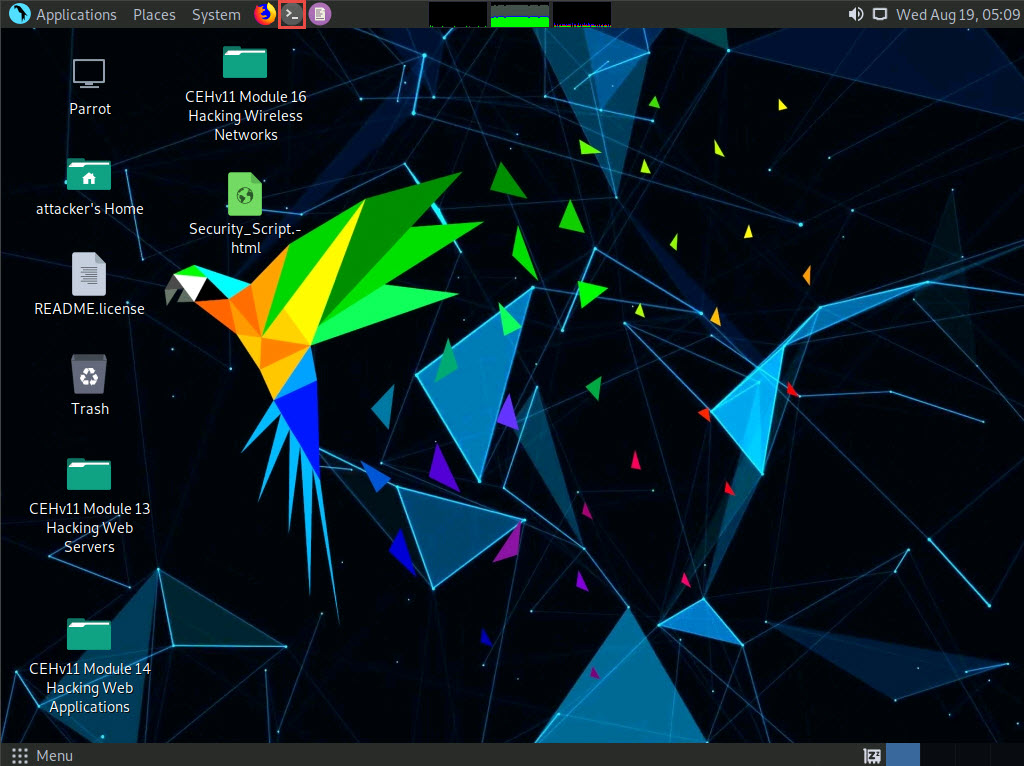 Applications Places System Wed Aug 19, 05:09
Parrot
CEHv11 Module 16
Hacking Wireless
Networks
attacker's Home
Security_Script.-
html
README.license
Trash
CEHv11 Module 13
Hacking Web
Servers
CEHv11 Module 14
Hacking Web
Applications
Menu